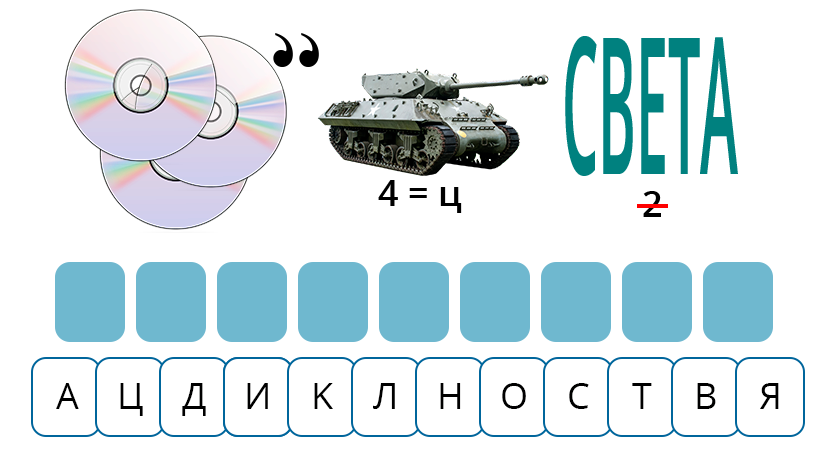 ,, СВЕТА
4 = ц 2
А Ц Д И К Л Н О С Т В Я